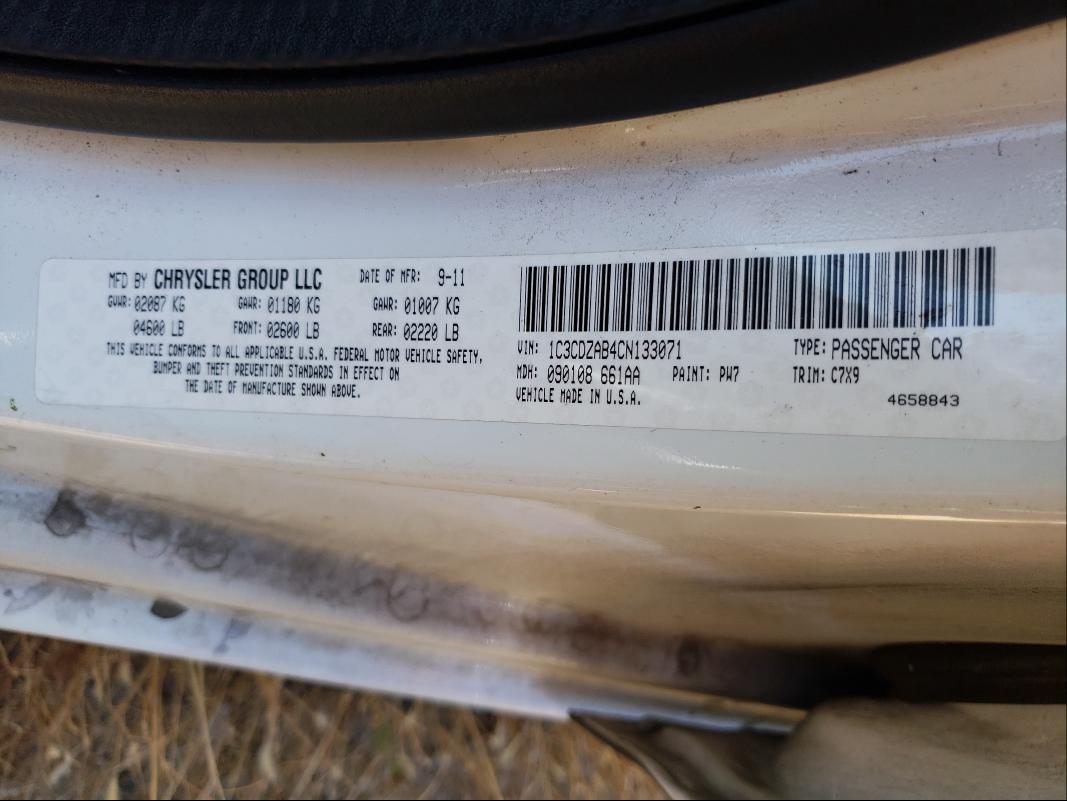 MFD BY CHRYSLER GROUP LLC DATE OF MFR: 9-11
GVWR: 02087 KG GAWR: 01180 KG GAWR: 01007 KG
04600 LB FRONT: 02600 LB REAR: 02220 LB
THIS VEHICLE CONFORMS TO ALL APPLICABLE U.S.A. FEDERAL MOTOR VEHICLE SAFETY,
BUMPER AND THEFT PREVENTION STANDARDS IN EFFECT ON
THE DATE OF MANUFACTURE SHOWN ABOVE.
VIN: 1C3CDZAB4CN133071 TYPE: PASSENGER CAR
MDH: 090108 661AA PAINT: PW7 TRIM: C7X9
VEHICLE MADE IN U.S.A.
4658843